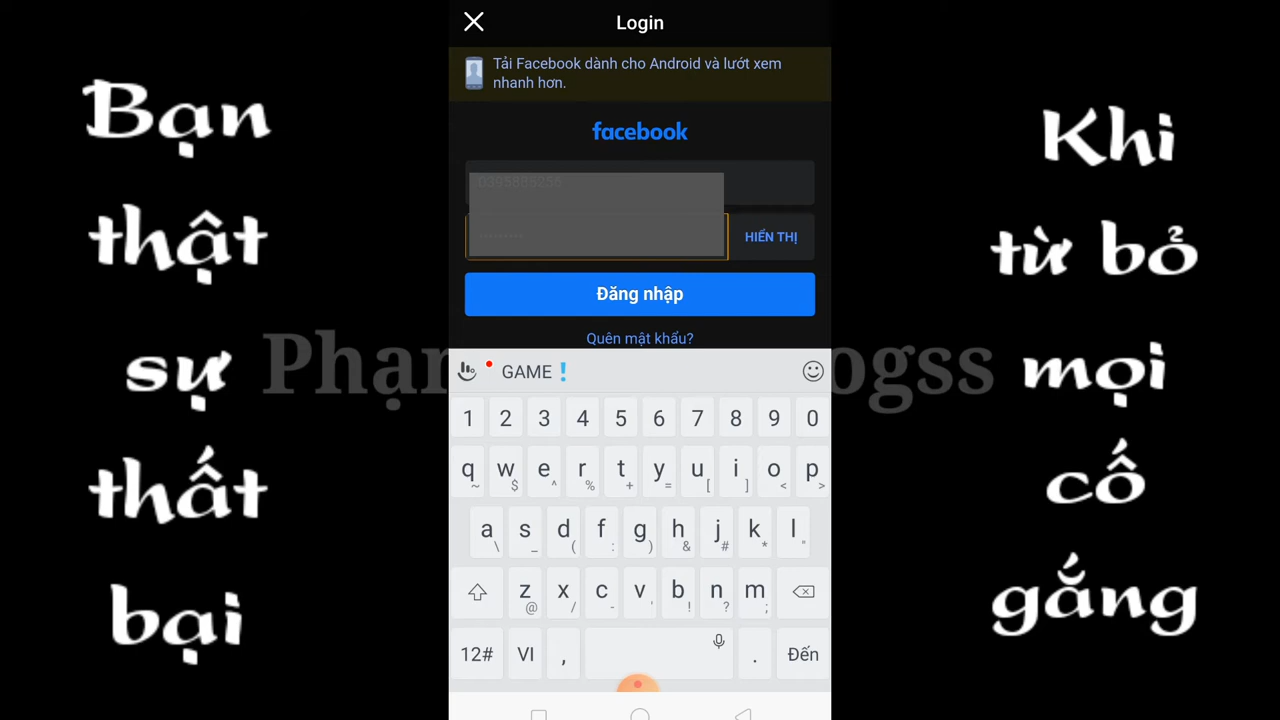 Bạn
thật
sự
thất
bại
Login
Tải Facebook dành cho Android và lướt xem
nhanh hơn.
facebook
HIỂN THỊ
Đăng nhập
Quên mật khẩu?
GAME❗
1 2 3 4 5 6 7 8 9 0
q w e r t y u i o p
~ $ ^ % + = [ ] < >
a s d f g h j k l
\ _ ( : ) & # * "
z x c v b n m
@ / - ' ! ? ;
12# VI , . Đến
Khi
từ bỏ
mọi
cố
gắng